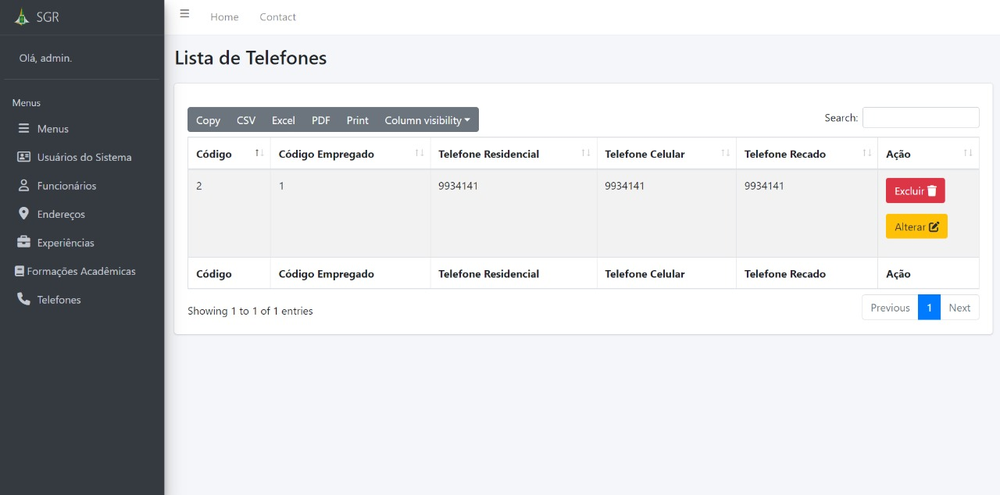 SGR
Home Contact
Olá, admin.
Menus
Menus
Usuários do Sistema
Funcionários
Endereços
Experiências
Formações Acadêmicas
Telefones
Lista de Telefones
Copy CSV Excel PDF Print Column visibility
Search:
Código Código Empregado Telefone Residencial Telefone Celular Telefone Recado Ação
2 1 9934141 9934141 9934141 Excluir
Alterar
Código Código Empregado Telefone Residencial Telefone Celular Telefone Recado Ação
Showing 1 to 1 of 1 entries
Previous 1 Next